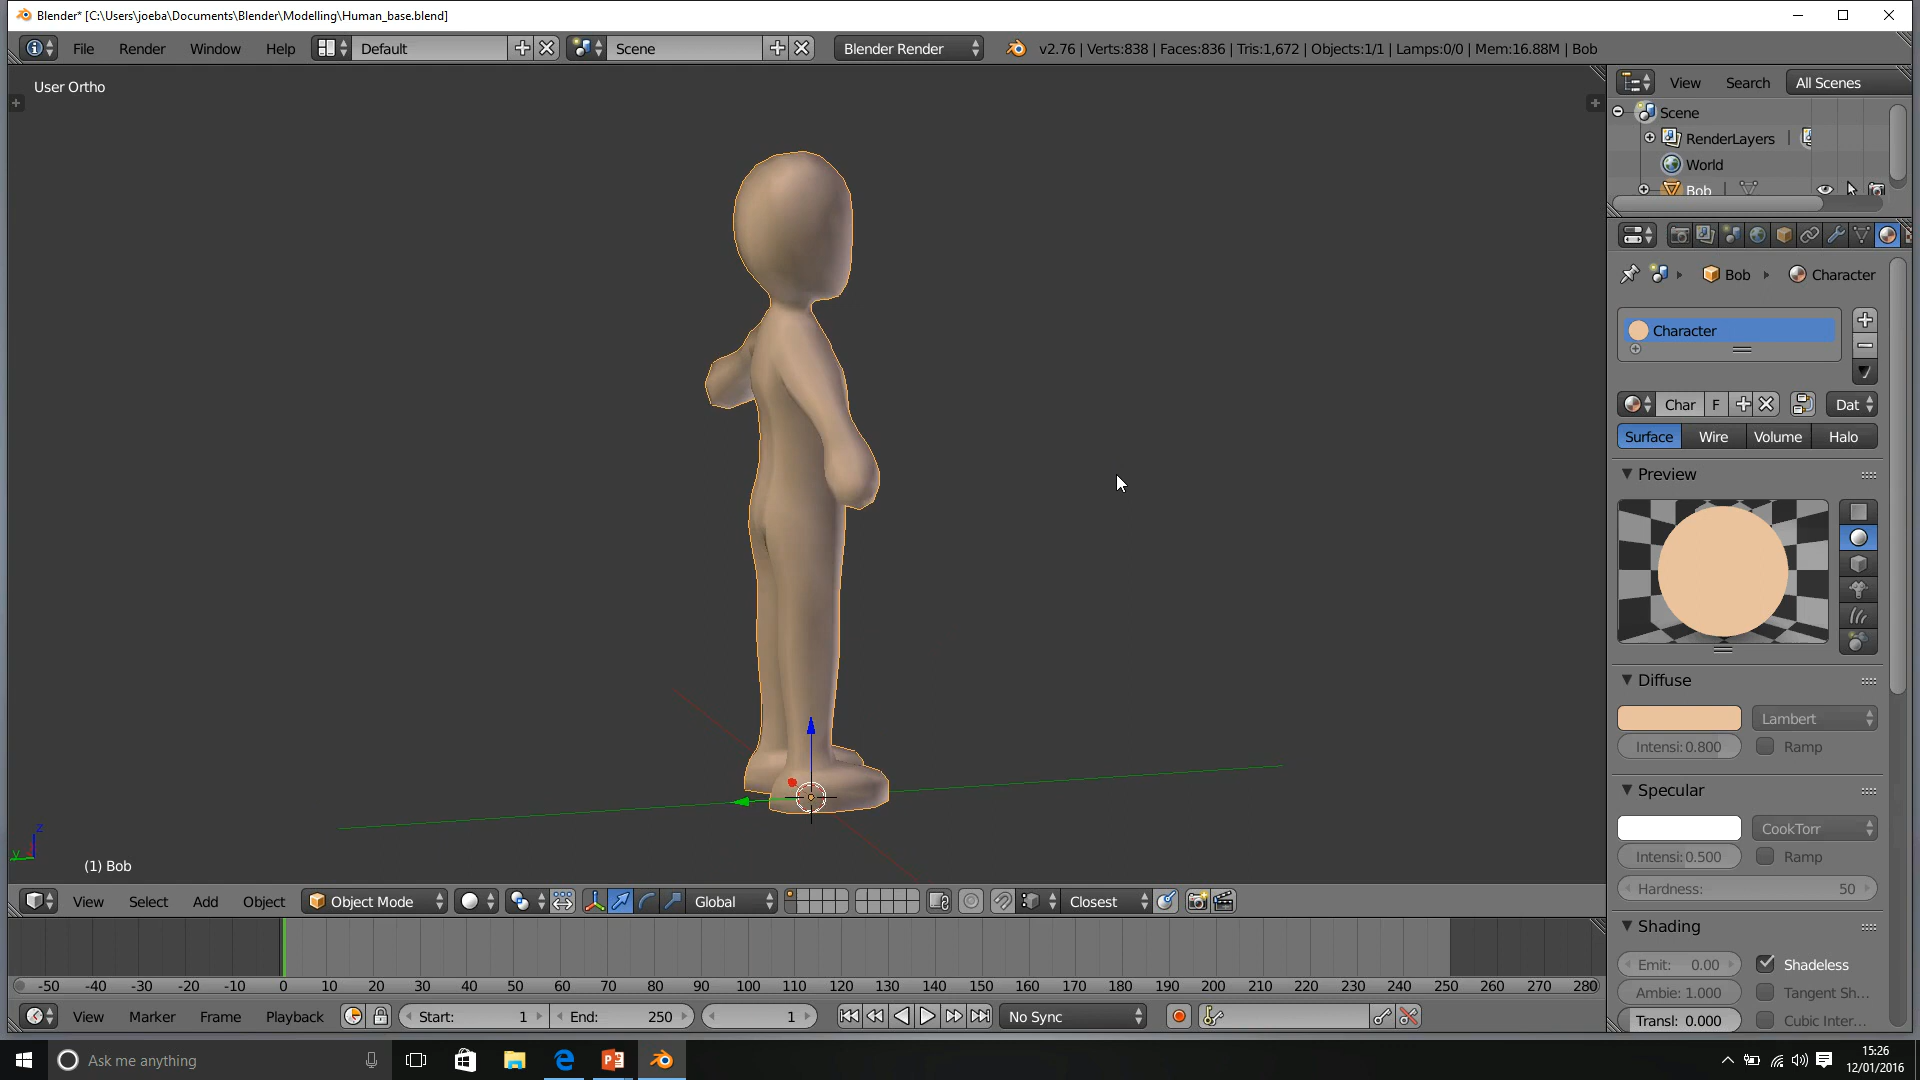 Blender* [C:\Users\joeba\Documents\Blender\Modelling\Human_base.blend]
File Render Window Help Default Scene Blender Render v2.76 | Verts:838 | Faces:836 | Tris:1,672 | Objects:1/1 | Lamps:0/0 | Mem:16.88M | Bob
User Ortho
View Search All Scenes
Scene
RenderLayers
World
Bob
Bob Character
Character
Char F Dat
Surface Wire Volume Halo
Preview
Diffuse
Lambert
Intensi: 0.800 Ramp
Specular
CookTorr
Intensi: 0.500 Ramp
Hardness: 50
Shading
Emit: 0.00 Shadeless
Ambie: 1.000 Tangent Sh...
Transl: 0.000 Cubic Inter...
z
y
(1) Bob
View Select Add Object Object Mode Global Closest
-50 -40 -30 -20 -10 0 10 20 30 40 50 60 70 80 90 100 110 120 130 140 150 160 170 180 190 200 210 220 230 240 250 260 270 280
View Marker Frame Playback Start: 1 End: 250 1 No Sync
Ask me anything
15:26
12/01/2016